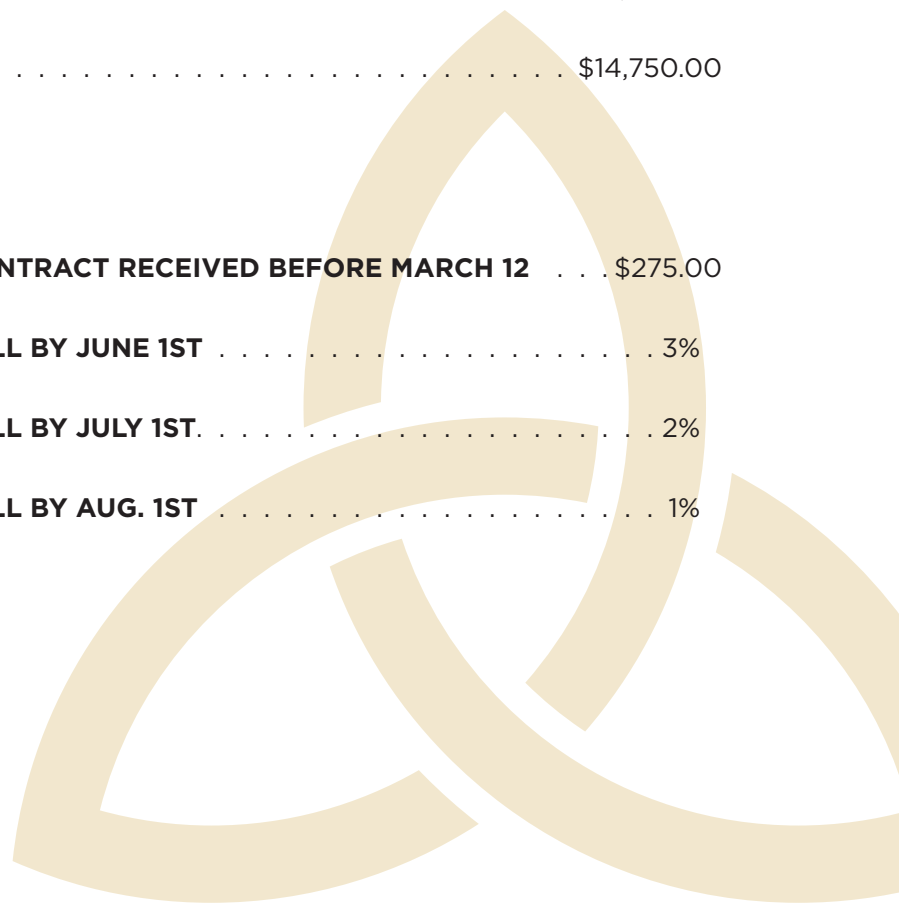 . . . . . . . . . . . . . . . . . . . . . . . . . $14,750.00
NTRACT RECEIVED BEFORE MARCH 12 . . . $275.00
LL BY JUNE 1ST . . . . . . . . . . . . . . . . . . . . 3%
LL BY JULY 1ST. . . . . . . . . . . . . . . . . . . . . 2%
LL BY AUG. 1ST . . . . . . . . . . . . . . . . . . . . 1%